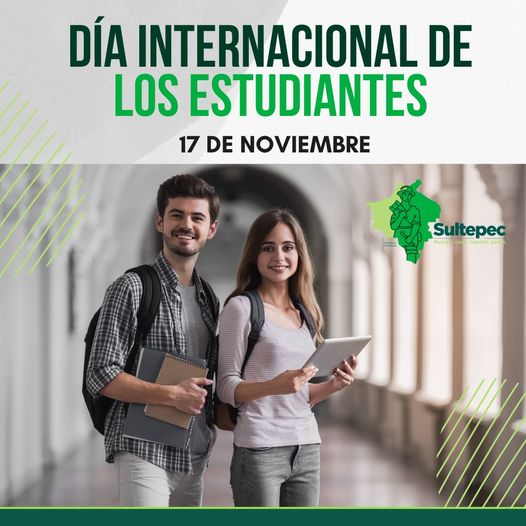 DÍA INTERNACIONAL DE
LOS ESTUDIANTES
17 DE NOVIEMBRE
Sultepec